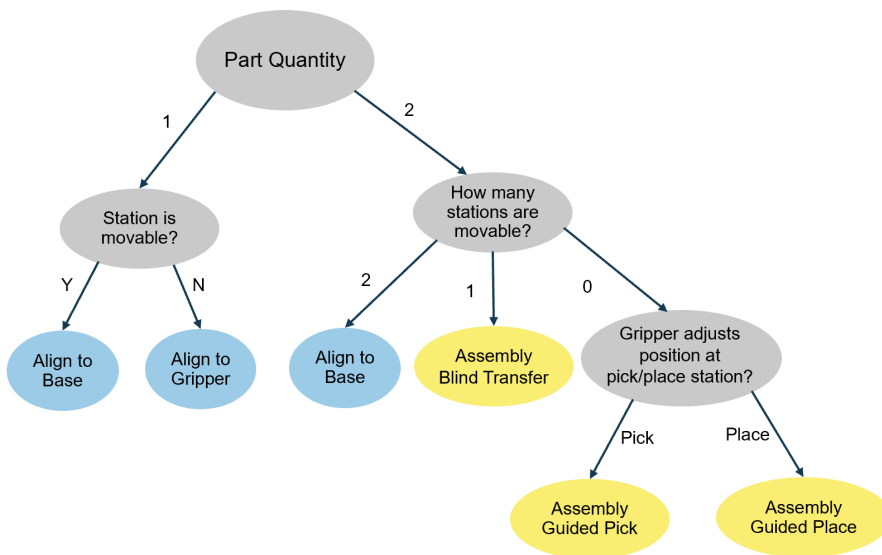 Part Quantity
1
2
Station is
movable?
How many
stations are
movable?
Y
N
2
1
0
Align to
Base
Align to
Gripper
Align to
Base
Assembly
Blind Transfer
Gripper adjusts
position at
pick/place station?
Pick
Place
Assembly
Guided Pick
Assembly
Guided Place